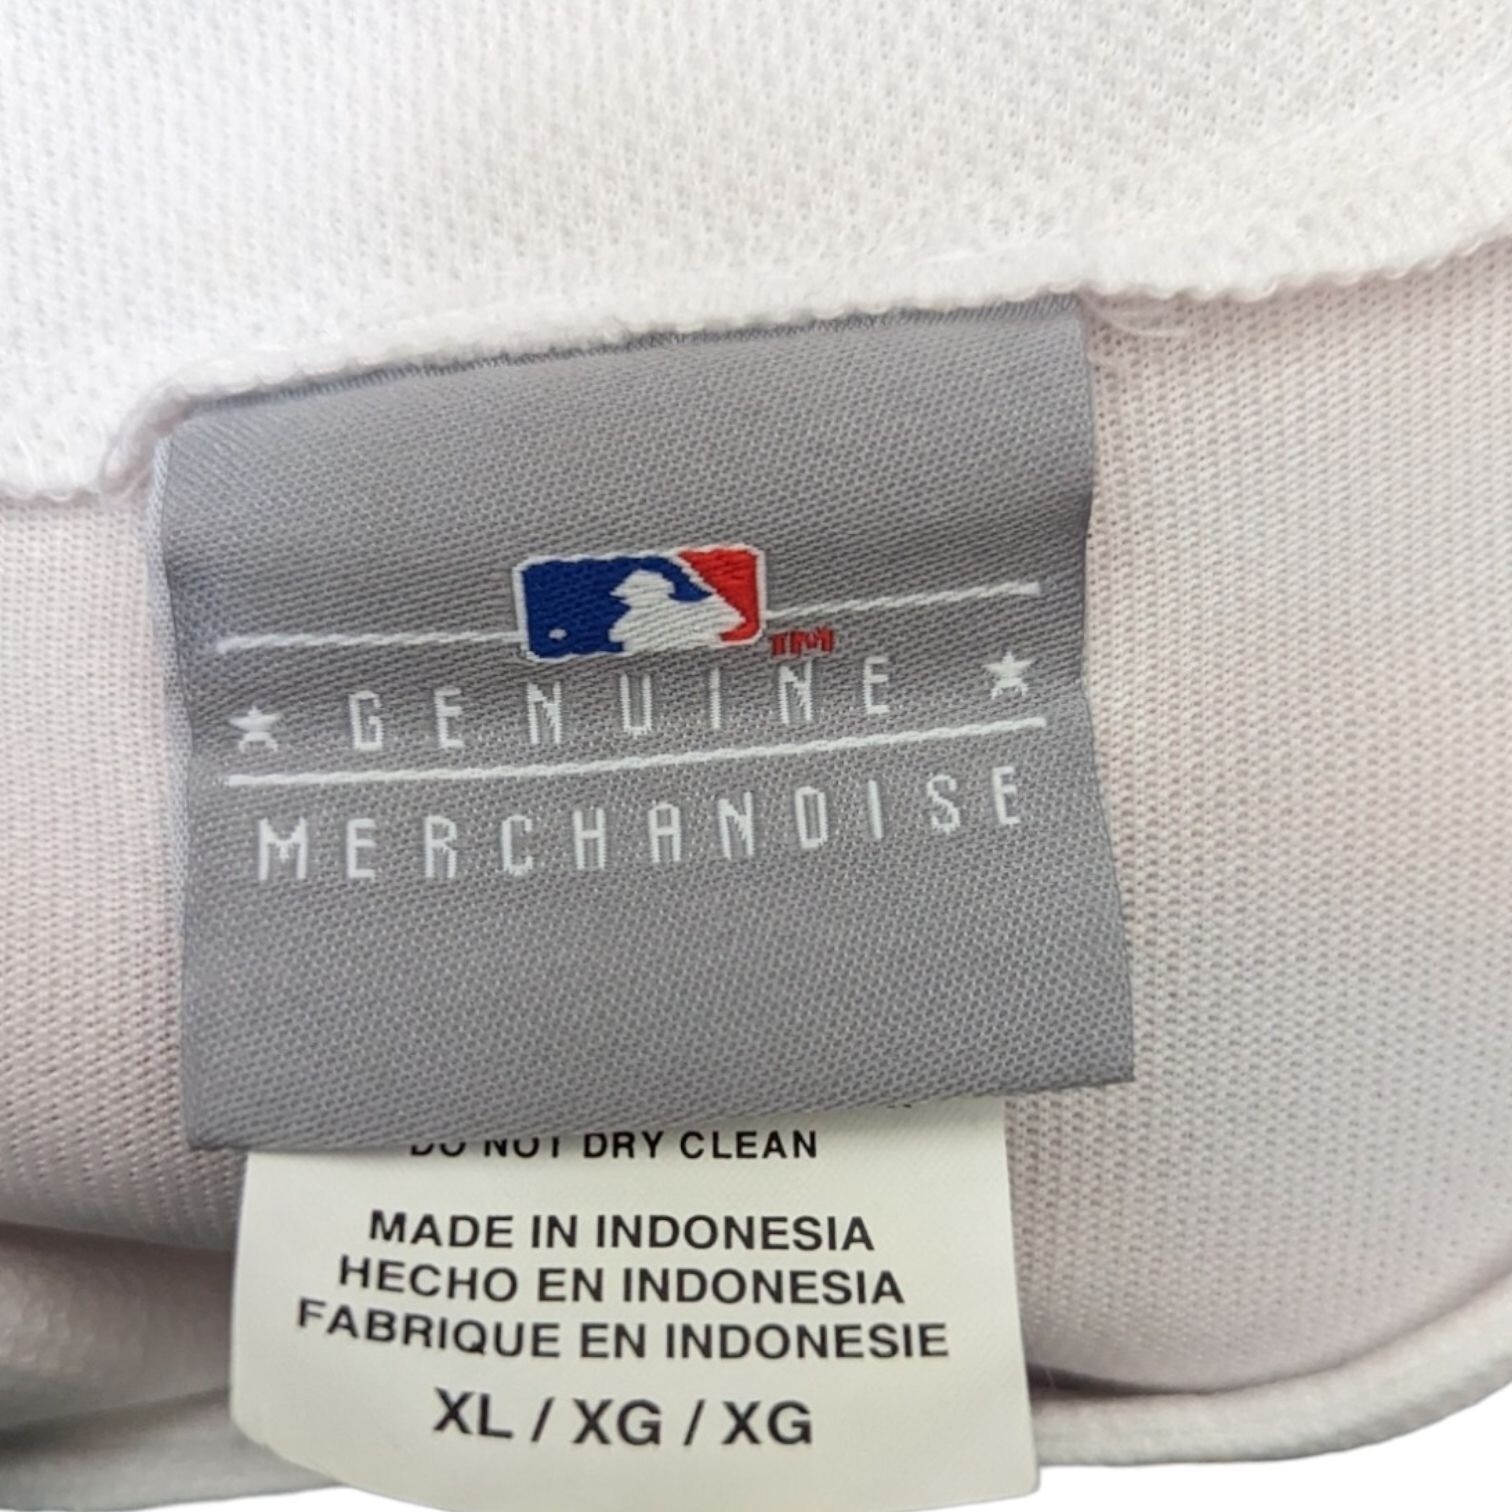 TM
★ GENUINE ★
MERCHANDISE
DO NOT DRY CLEAN
MADE IN INDONESIA
HECHO EN INDONESIA
FABRIQUE EN INDONESIE
XL / XG / XG